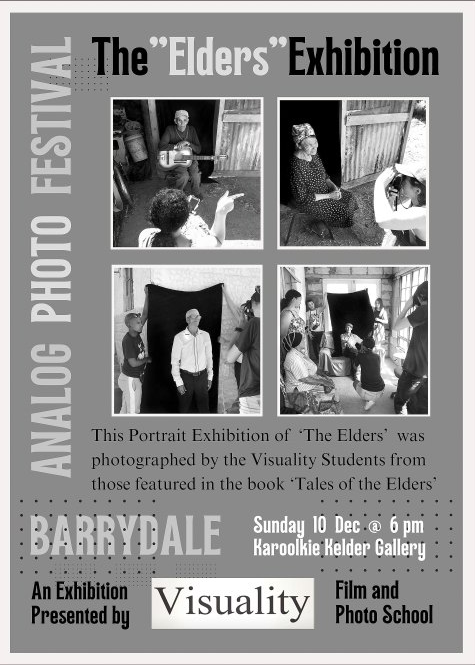 The”Elders”Exhibition
ANALOG PHOTO FESTIVAL
This Portrait Exhibition of ‘The Elders’ was
photographed by the Visuality Students from
those featured in the book ‘Tales of the Elders’
BARRYDALE
Sunday 10 Dec @ 6 pm
Karoolkie Kelder Gallery
An Exhibition
Presented by
Visuality
Film and
Photo School